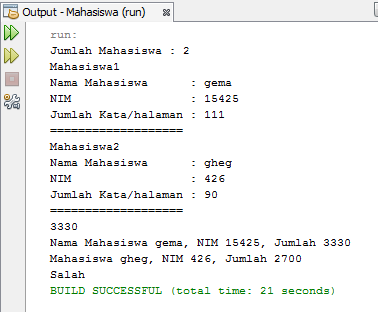 Output - Mahasiswa (run)
run:
Jumlah Mahasiswa : 2
Mahasiswa1
Nama Mahasiswa : gema
NIM : 15425
Jumlah Kata/halaman : 111
===================
Mahasiswa2
Nama Mahasiswa : gheg
NIM : 426
Jumlah Kata/halaman : 90
===================
3330
Nama Mahasiswa gema, NIM 15425, Jumlah 3330
Mahasiswa gheg, NIM 426, Jumlah 2700
Salah
BUILD SUCCESSFUL (total time: 21 seconds)